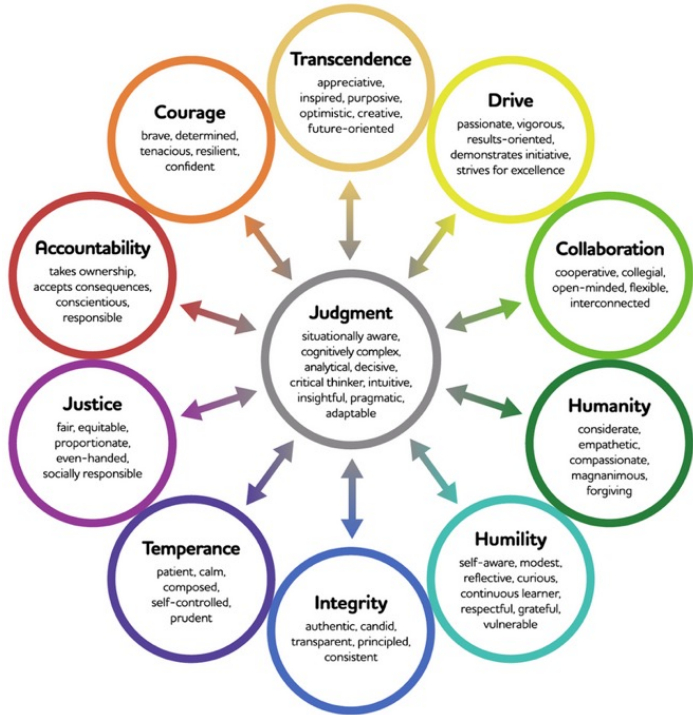 Transcendence
appreciative,
inspired, purposive,
optimistic, creative,
future-oriented
Drive
passionate, vigorous,
results-oriented,
demonstrates initiative,
strives for excellence
Collaboration
cooperative, collegial,
open-minded, flexible,
interconnected
Humanity
considerate,
empathetic,
compassionate,
magnanimous,
forgiving
Humility
self-aware, modest,
reflective, curious,
continuous learner,
respectful, grateful,
vulnerable
Integrity
authentic, candid,
transparent, principled,
consistent
Temperance
patient, calm,
composed,
self-controlled,
prudent
Justice
fair, equitable,
proportionate,
even-handed,
socially responsible
Accountability
takes ownership,
accepts consequences,
conscientious,
responsible
Courage
brave, determined,
tenacious, resilient,
confident
Judgment
situationally aware,
cognitively complex,
analytical, decisive,
critical thinker, intuitive,
insightful, pragmatic,
adaptable